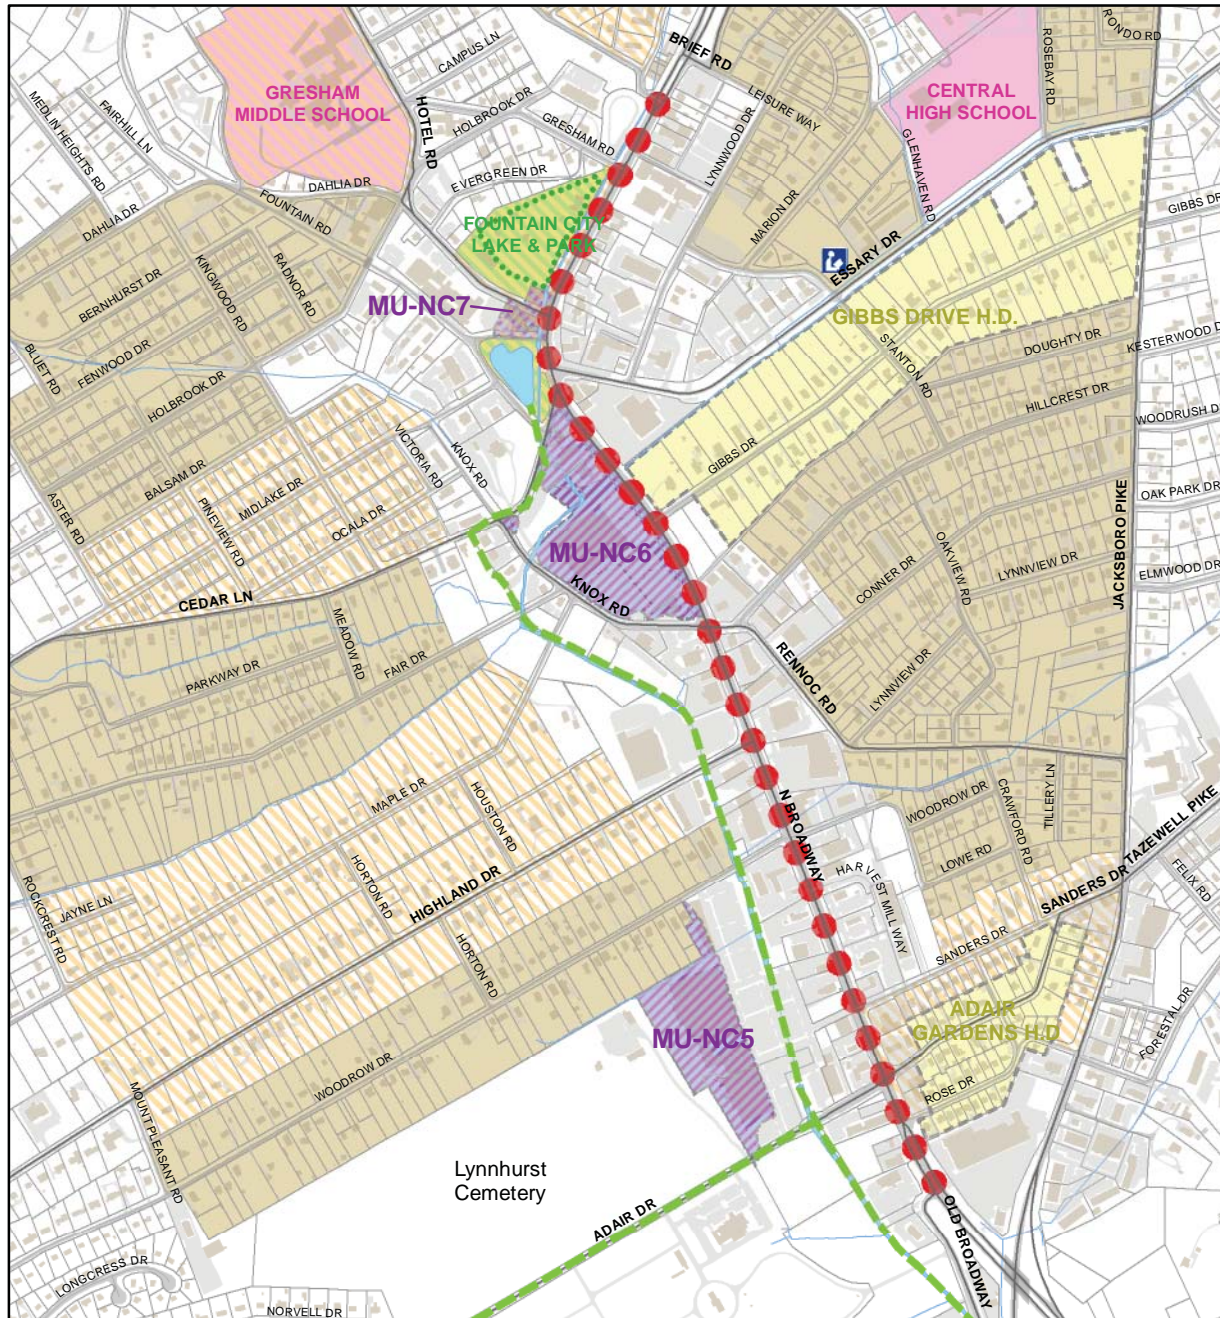 BRIEF RD
RONDO RD
ROSEBAY RD
CAMPUS LN
GRESHAM
MIDDLE SCHOOL
CENTRAL
HIGH SCHOOL
MEDLIN HEIGHTS RD
FAIRHILL LN
HOTEL RD
HOLBROOK DR
GRESHAM RD
LEISURE WAY
LYNNWOOD DR
GLENHAVEN RD
EVERGREEN DR
DAHLIA DR
DAHLIA DR
FOUNTAIN RD
FOUNTAIN CITY
LAKE & PARK
MARION DR
ESSARY DR
GIBBS DR
BERNHURST DR
KINGWOOD RD
RADNOR RD
MU-NC7
GIBBS DRIVE H.D.
STANTON RD
DOUGHTY DR
KESTERWOOD D
BLUET RD
FENWOOD DR
HOLBROOK DR
HILLCREST DR
WOODRUSH D
VICTORIA RD
KNOX RD
GIBBS DR
BALSAM DR
MIDLAKE DR
ASTER RD
PINEVIEW RD
OCALA DR
OAK PARK DR
JACKSBORO PIKE
MU-NC6
CONNER DR
OAKVIEW RD
LYNNVIEW DR
ELMWOOD DR
CEDAR LN
KNOX RD
MEADOW RD
PARKWAY DR
FAIR DR
RENNOC RD
LYNNVIEW DR
MAPLE DR
HOUSTON RD
N BROADWAY
WOODROW DR
CRAWFORD RD
TILLERY LN
TAZEWELL PIKE
LOWE RD
HARVEST MILL WAY
ROCKCREST RD
JAYNE LN
HORTON RD
HIGHLAND DR
SANDERS DR
FELIX RD
HORTON RD
SANDERS DR
ADAIR
GARDENS H.D
MU-NC5
FORESTAL DR
WOODROW DR
ROSE DR
MOUNT PLEASANT RD
Lynnhurst
Cemetery
ADAIR DR
OLD BROADWAY
LONGCRESS DR
NORVELL DR